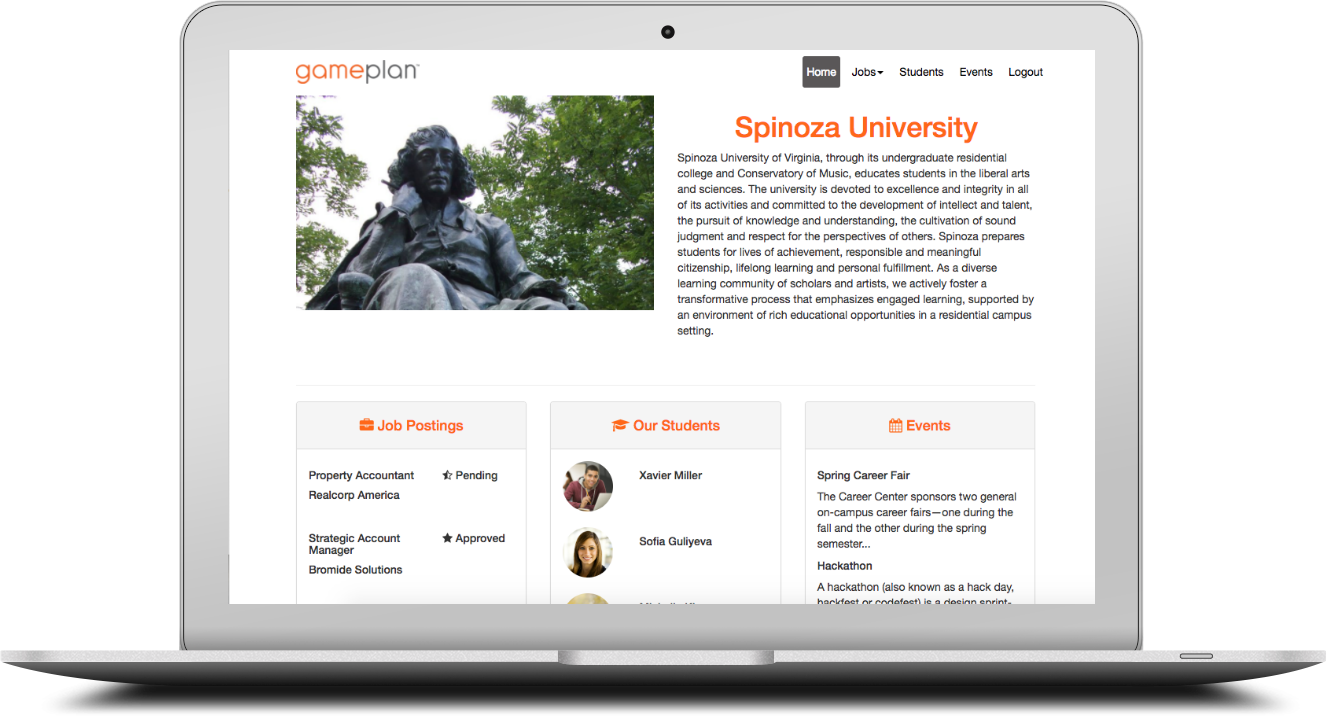 gameplan™
Home Jobs Students Events Logout
Spinoza University
Spinoza University of Virginia, through its undergraduate residential
college and Conservatory of Music, educates students in the liberal arts
and sciences. The university is devoted to excellence and integrity in all
of its activities and committed to the development of intellect and talent,
the pursuit of knowledge and understanding, the cultivation of sound
judgment and respect for the perspectives of others. Spinoza prepares
students for lives of achievement, responsible and meaningful
citizenship, lifelong learning and personal fulfillment. As a diverse
learning community of scholars and artists, we actively foster a
transformative process that emphasizes engaged learning, supported by
an environment of rich educational opportunities in a residential campus
setting.
Job Postings
Property Accountant Pending
Realcorp America
Strategic Account Approved
Manager
Bromide Solutions
Our Students
Xavier Miller
Sofia Guliyeva
Events
Spring Career Fair
The Career Center sponsors two general
on-campus career fairs—one during the
fall and the other during the spring
semester...
Hackathon
A hackathon (also known as a hack day,
hackfest or codefest) is a design sprint-